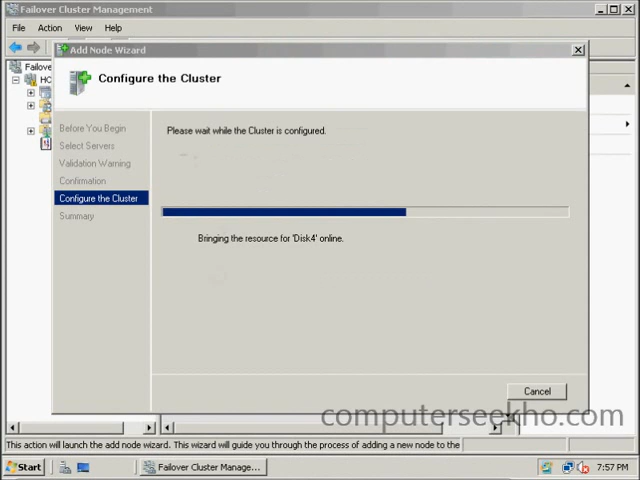 Failover Cluster Management
File Action View Help
Add Node Wizard
Failov
HC
Configure the Cluster
Before You Begin
Select Servers
Validation Warning
Confirmation
Configure the Cluster
Summary
Please wait while the Cluster is configured.
Bringing the resource for 'Disk4' online.
Cancel
computerseekho.com
This action will launch the add node wizard. This wizard will guide you through the process of adding a new node to the
Start
Failover Cluster Manage...
7:57 PM